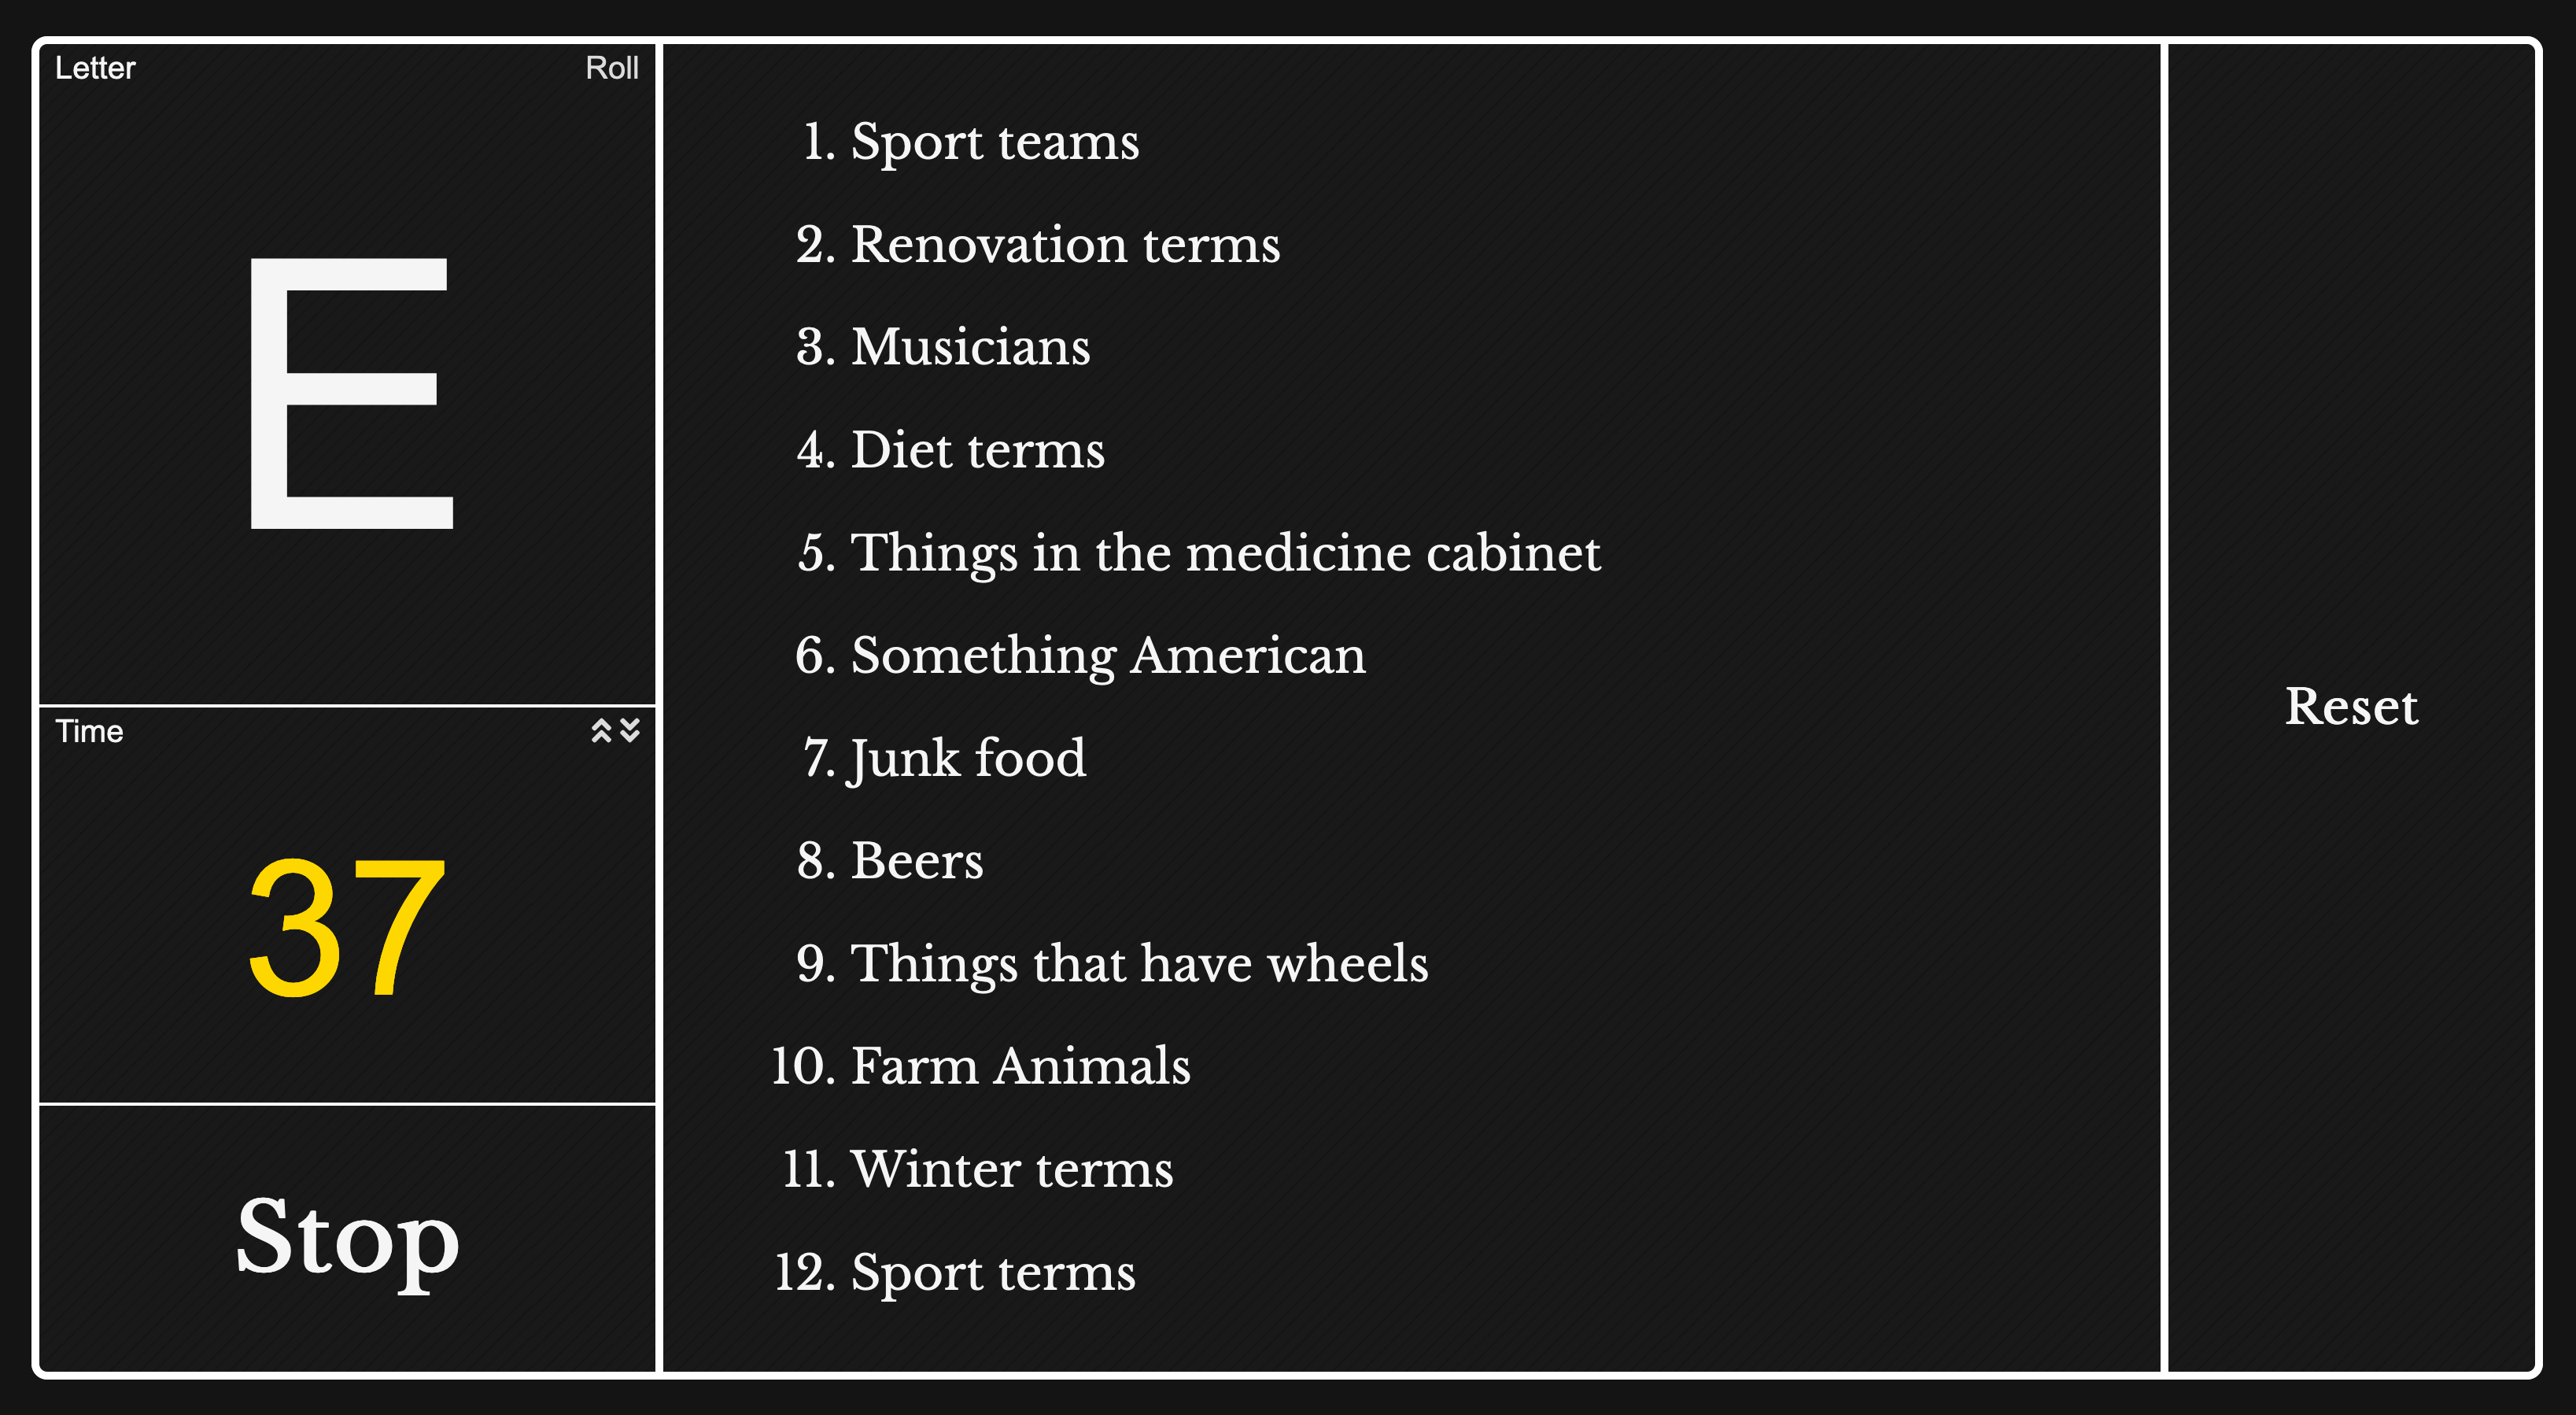 Letter Roll
E
Time
37
Stop
1. Sport teams
2. Renovation terms
3. Musicians
4. Diet terms
5. Things in the medicine cabinet
6. Something American
7. Junk food
8. Beers
9. Things that have wheels
10. Farm Animals
11. Winter terms
12. Sport terms
Reset